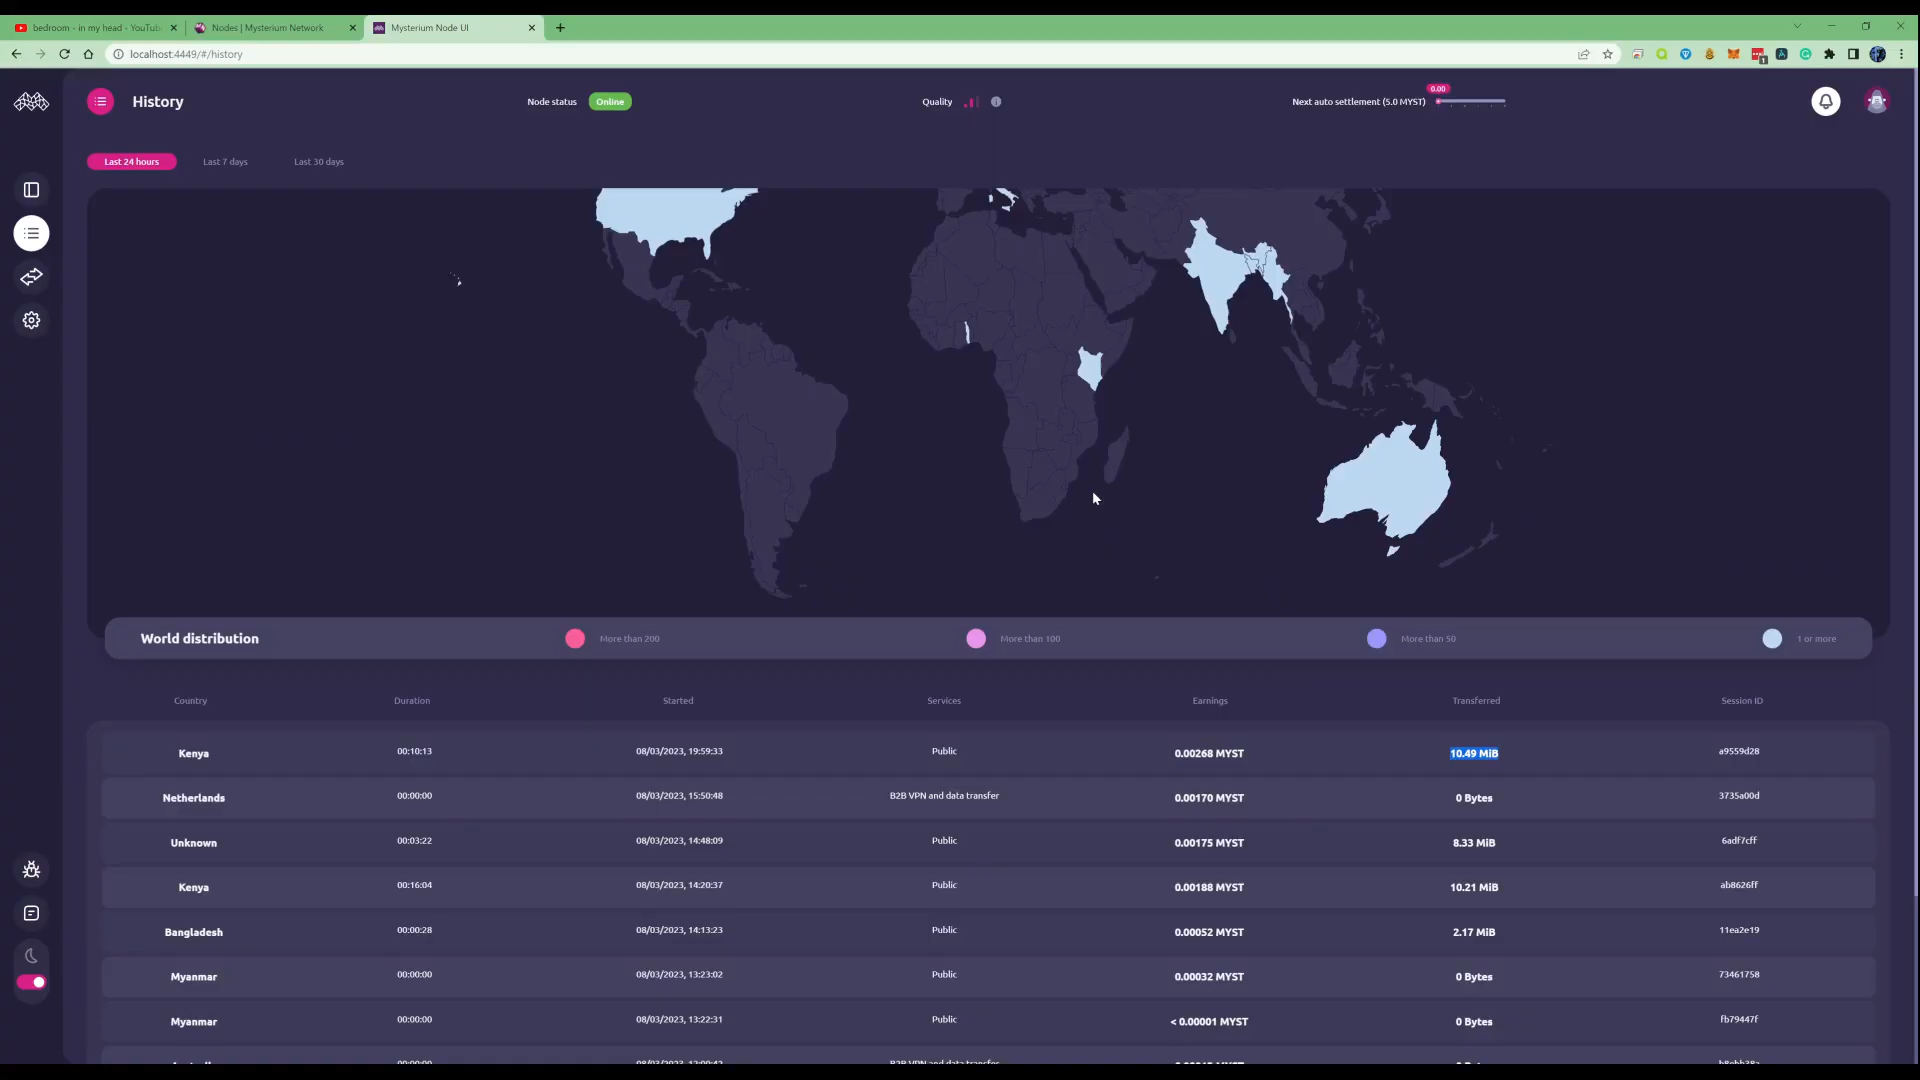 bedroom - in my head - YouTub
Nodes | Mysterium Network
Mysterium Node UI
localhost:4449/#/history
1
History
Node status Online
Quality
Next auto settlement (5.0 MYST) 0.00
Last 24 hours Last 7 days Last 30 days
World distribution More than 200 More than 100 More than 50 1 or more
Country Duration Started Services Earnings Transferred Session ID
Kenya 00:10:13 08/03/2023, 19:59:33 Public 0.00268 MYST 10.49 MiB a9559d28
Netherlands 00:00:00 08/03/2023, 15:50:48 B2B VPN and data transfer 0.00170 MYST 0 Bytes 3735a00d
Unknown 00:03:22 08/03/2023, 14:48:09 Public 0.00175 MYST 8.33 MiB 6adf7cff
Kenya 00:16:04 08/03/2023, 14:20:37 Public 0.00188 MYST 10.21 MiB ab8626ff
Bangladesh 00:00:28 08/03/2023, 14:13:23 Public 0.00052 MYST 2.17 MiB 11ea2e19
Myanmar 00:00:00 08/03/2023, 13:23:02 Public 0.00032 MYST 0 Bytes 73461758
Myanmar 00:00:00 08/03/2023, 13:22:31 Public < 0.00001 MYST 0 Bytes fb79447f